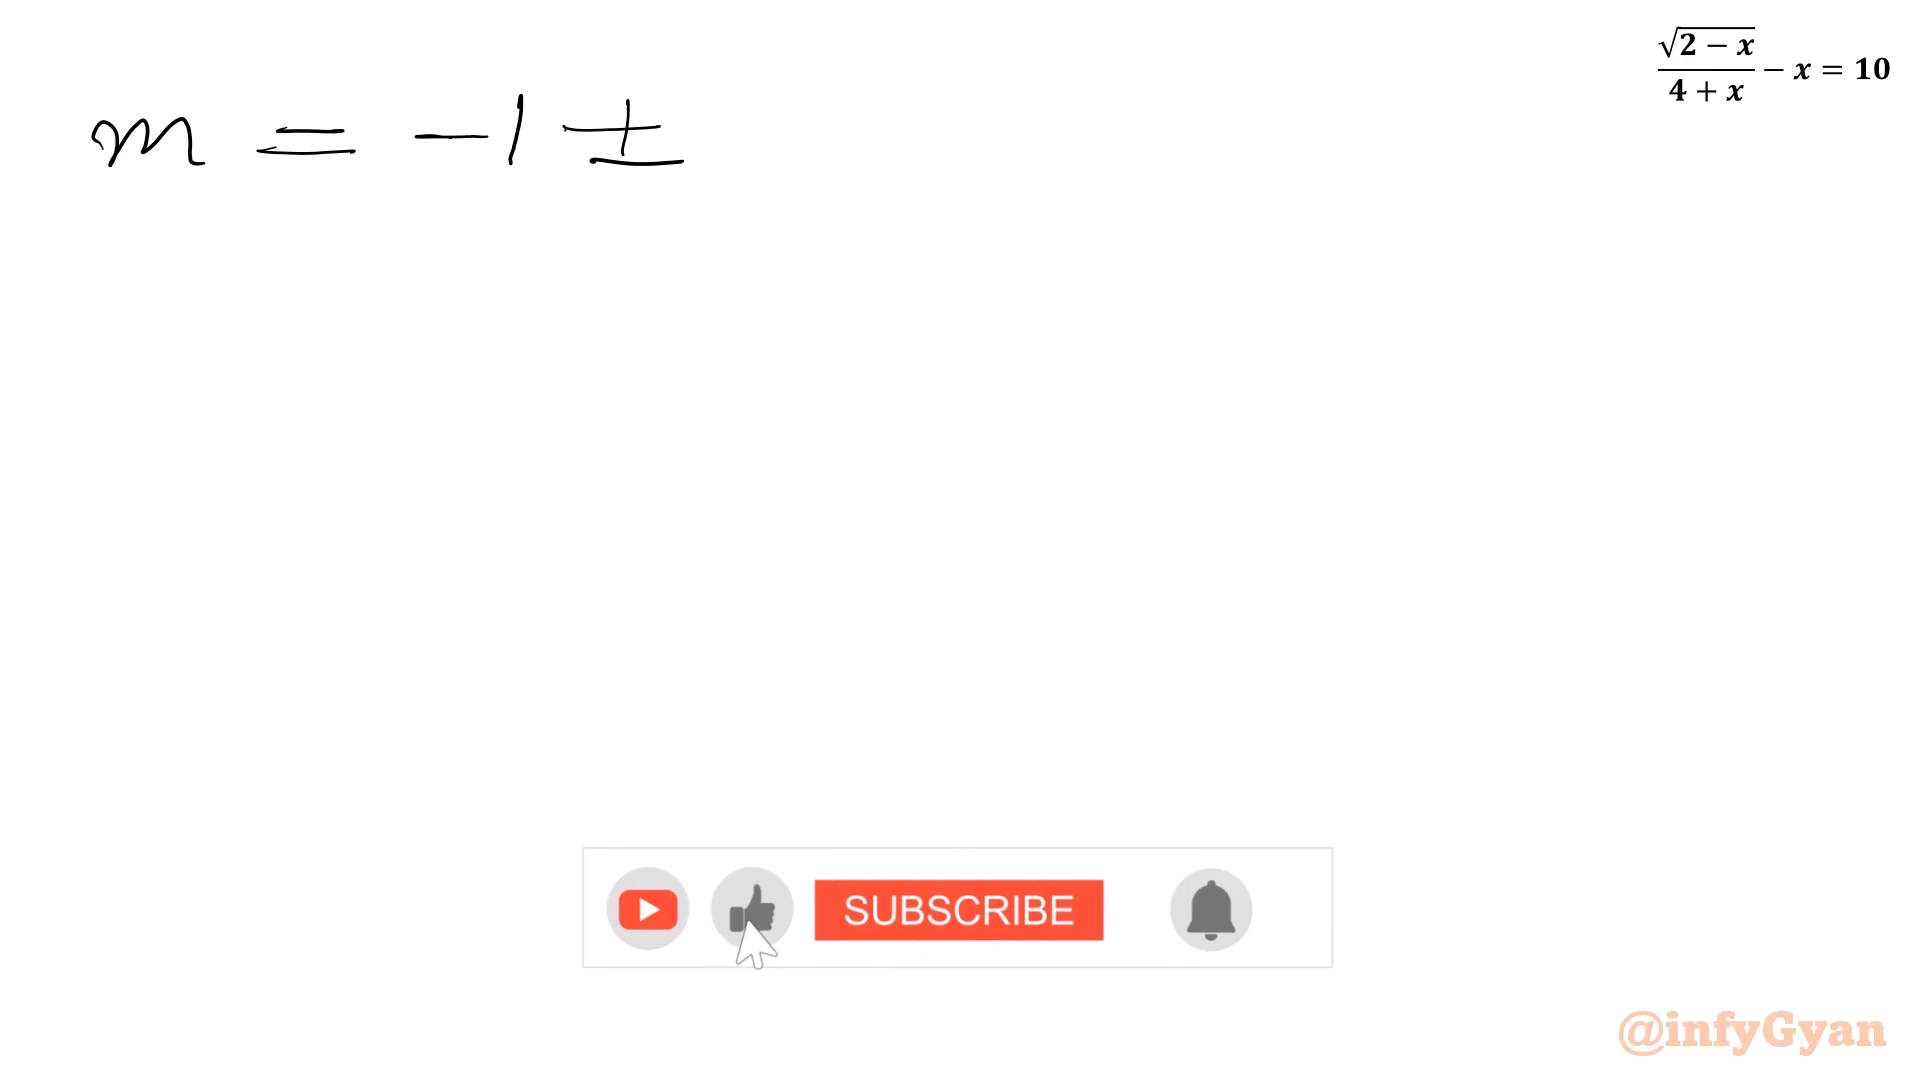 √(2 − x)/(4 + x) − x = 10
m = −1 ±
SUBSCRIBE
@infyGyan